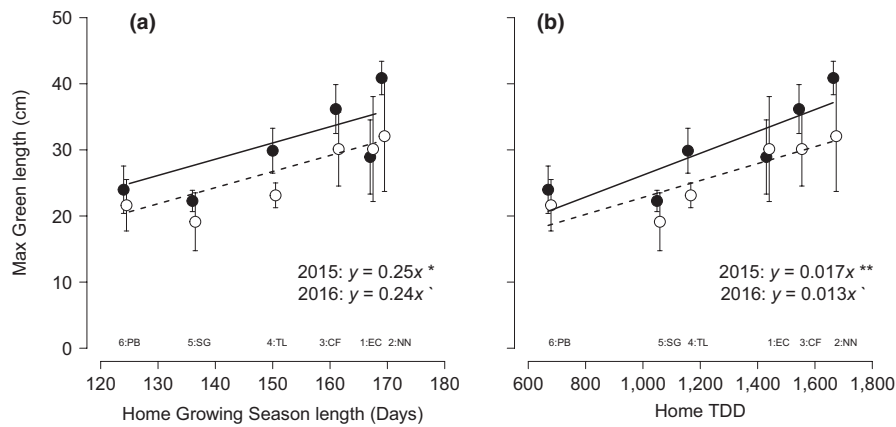 (a)
(b)
Max Green length (cm)
50
40
30
20
10
0
2015: y = 0.25x *
2016: y = 0.24x `
2015: y = 0.017x **
2016: y = 0.013x `
6:PB 5:SG 4:TL 3:CF 1:EC 2:NN
6:PB 5:SG 4:TL 1:EC 3:CF 2:NN
120 130 140 150 160 170 180
600 800 1,000 1,200 1,400 1,600 1,800
Home Growing Season length (Days)
Home TDD